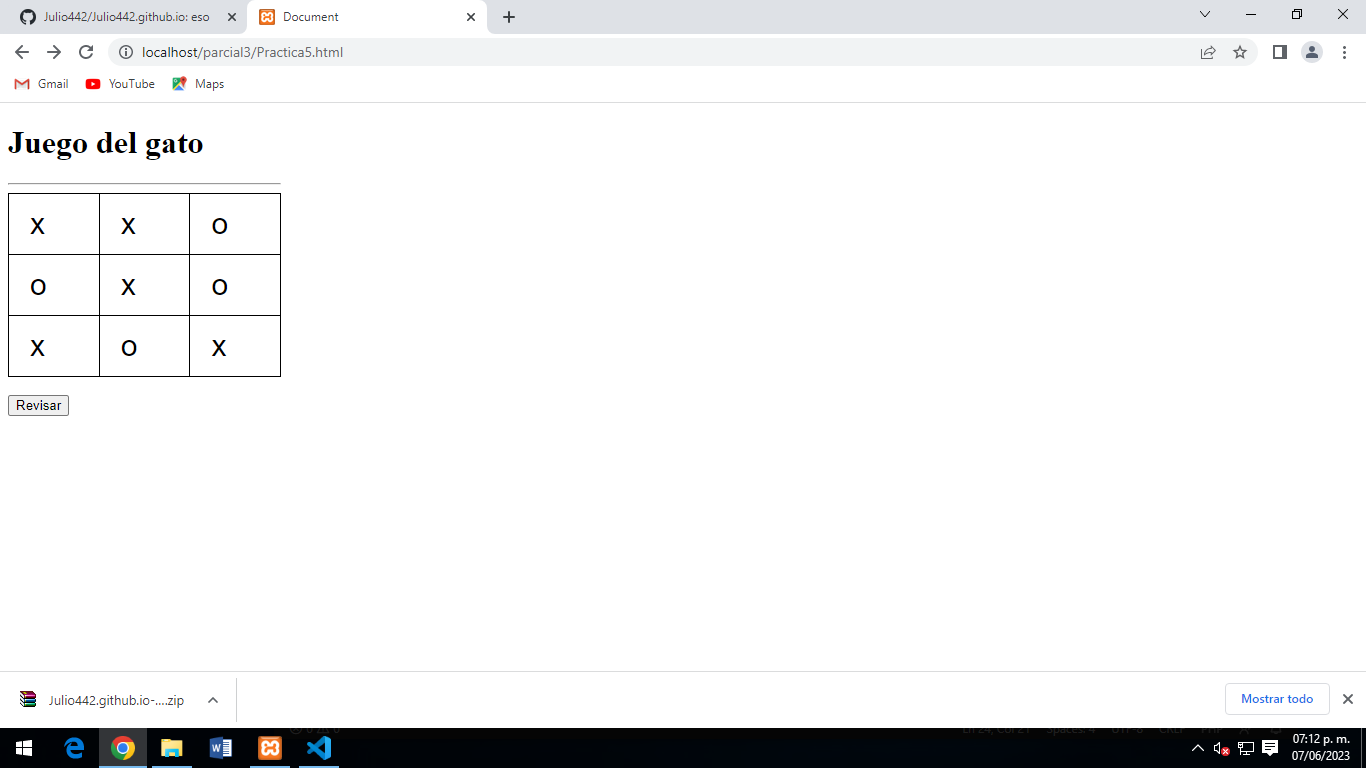 Julio442/Julio442.github.io: eso
Document
localhost/parcial3/Practica5.html
Gmail
YouTube
Maps
Juego del gato
x x o
o x o
x o x
Revisar
Julio442.github.io-....zip
Mostrar todo
07:12 p. m.
07/06/2023